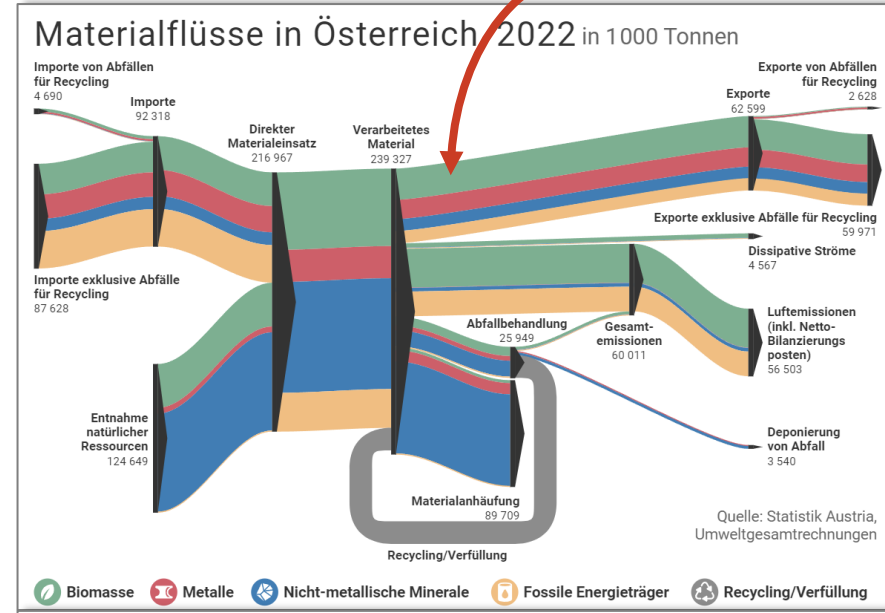 Materialflüsse in Österreich, 2022 in 1000 Tonnen
Importe von Abfällen
für Recycling
4 690
Importe
92 318
Direkter
Materialeinsatz
216 967
Verarbeitetes
Material
239 327
Exporte
62 599
Exporte von Abfällen
für Recycling
2 628
Exporte exklusive Abfälle für Recycling
59 971
Dissipative Ströme
4 567
Importe exklusive Abfälle
für Recycling
87 628
Abfallbehandlung
25 949
Gesamt-
emissionen
60 011
Luftemissionen
(inkl. Netto-
Bilanzierungs
posten)
56 503
Entnahme
natürlicher
Ressourcen
124 649
Deponierung
von Abfall
3 540
Materialanhäufung
89 709
Recycling/Verfüllung
Quelle: Statistik Austria,
Umweltgesamtrechnungen
Biomasse Metalle Nicht-metallische Minerale Fossile Energieträger Recycling/Verfüllung